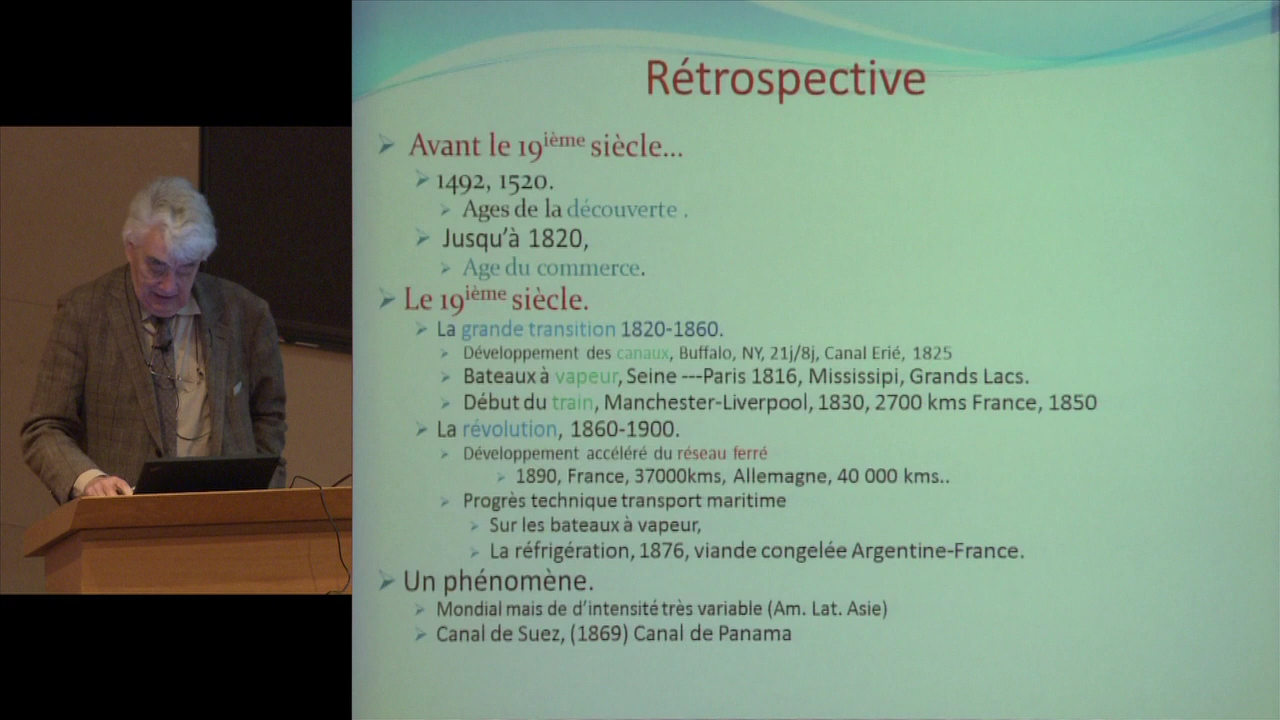 Rétrospective
Avant le 19ième siècle...
1492, 1520.
Ages de la découverte .
Jusqu'à 1820,
Age du commerce.
Le 19ième siècle.
La grande transition 1820-1860.
Développement des canaux, Buffalo, NY, 21j/8j, Canal Erié, 1825
Bateaux à vapeur, Seine ---Paris 1816, Mississipi, Grands Lacs.
Début du train, Manchester-Liverpool, 1830, 2700 kms France, 1850
La révolution, 1860-1900.
Développement accéléré du réseau ferré
1890, France, 37000kms, Allemagne, 40 000 kms..
Progrès technique transport maritime
Sur les bateaux à vapeur,
La réfrigération, 1876, viande congelée Argentine-France.
Un phénomène.
Mondial mais de d'intensité très variable (Am. Lat. Asie)
Canal de Suez, (1869) Canal de Panama